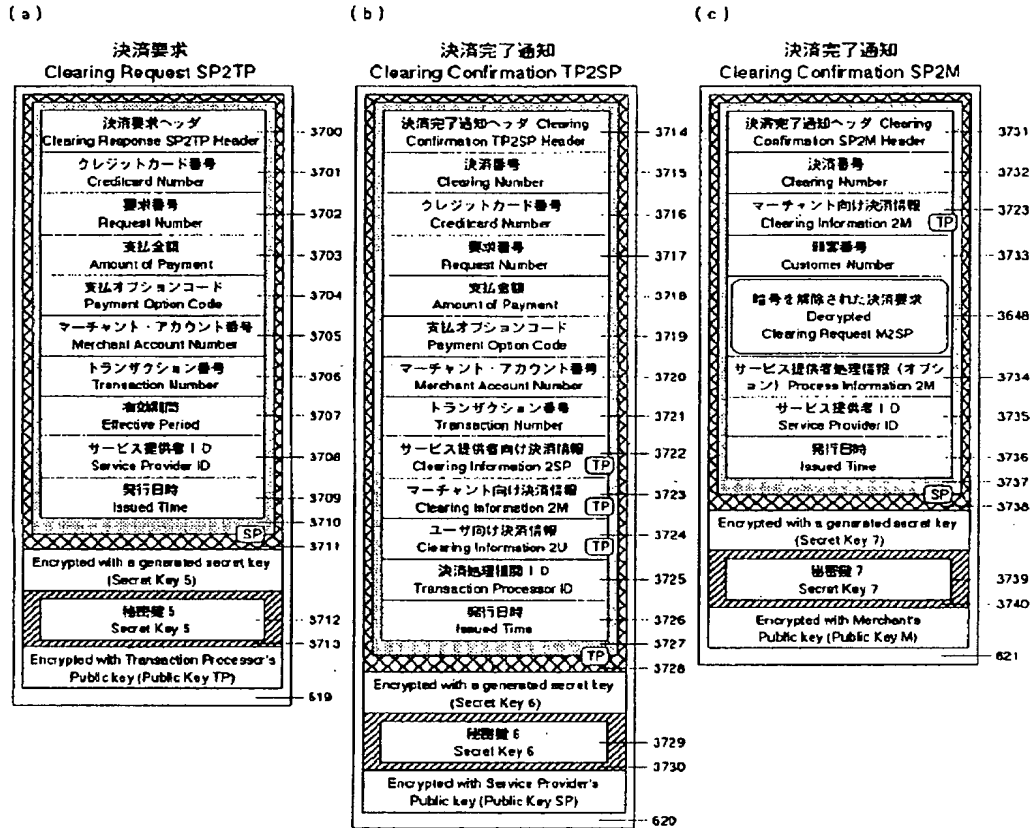 (a)
決済要求
Clearing Request SP2TP
決済要求ヘッダ
Clearing Response SP2TP Header
3700
クレジットカード番号
Creditcard Number
3701
要求番号
Request Number
3702
支払金額
Amount of Payment
3703
支払オプションコード
Payment Option Code
3704
マーチャント・アカウント番号
Merchant Account Number
3705
トランザクション番号
Transaction Number
3706
有効期間
Effective Period
3707
サービス提供者ID
Service Provider ID
3708
発行日時
Issued Time
3709
3710
SP
3711
Encrypted with a generated secret key
(Secret Key 5)
秘密鍵5
Secret Key 5
3712
3713
Encrypted with Transaction Processor's
Public key (Public Key TP)
619
(b)
決済完了通知
Clearing Confirmation TP2SP
決済完了通知ヘッダ Clearing
Confirmation TP2SP Header
3714
決済番号
Clearing Number
3715
クレジットカード番号
Creditcard Number
3716
要求番号
Request Number
3717
支払金額
Amount of Payment
3718
支払オプションコード
Payment Option Code
3719
マーチャント・アカウント番号
Merchant Account Number
3720
トランザクション番号
Transaction Number
3721
サービス提供者向け決済情報
Clearing Information 2SP
TP
3722
マーチャント向け決済情報
Clearing Information 2M
TP
3723
ユーザ向け決済情報
Clearing Information 2U
TP
3724
決済処理機関ID
Transaction Processor ID
3725
発行日時
Issued Time
3726
3727
TP
3728
Encrypted with a generated secret key
(Secret Key 6)
秘密鍵6
Secret Key 6
3729
3730
Encrypted with Service Provider's
Public key (Public Key SP)
620
(c)
決済完了通知
Clearing Confirmation SP2M
決済完了通知ヘッダ Clearing
Confirmation SP2M Header
3731
決済番号
Clearing Number
3732
マーチャント向け決済情報
Clearing Information 2M
TP
3723
顧客番号
Customer Number
3733
暗号を解除された決済要求
Decrypted
Clearing Request M2SP
3648
サービス提供者処理情報(オプシ
ョン) Process Information 2M
3734
サービス提供者ID
Service Provider ID
3735
発行日時
Issued Time
3736
3737
SP
3738
Encrypted with a generated secret key
(Secret Key 7)
秘密鍵7
Secret Key 7
3739
3740
Encrypted with Merchant's
Public key (Public Key M)
621